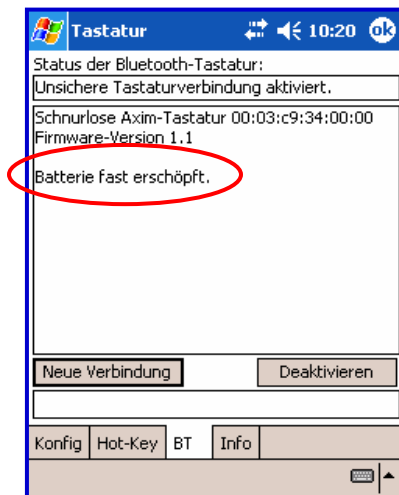 Tastatur 10:20 ok
Status der Bluetooth-Tastatur:
Unsichere Tastaturverbindung aktiviert.
Schnurlose Axim-Tastatur 00:03:c9:34:00:00
Firmware-Version 1.1
Batterie fast erschöpft.
Neue Verbindung Deaktivieren
Konfig Hot-Key BT Info